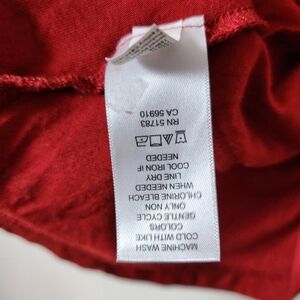 MACHINE WASH
COLD WITH LIKE
COLORS
GENTLE CYCLE
ONLY NON
CHLORINE BLEACH
WHEN NEEDED
LINE DRY
COOL IRON IF
NEEDED
RN 51783
CA 56910